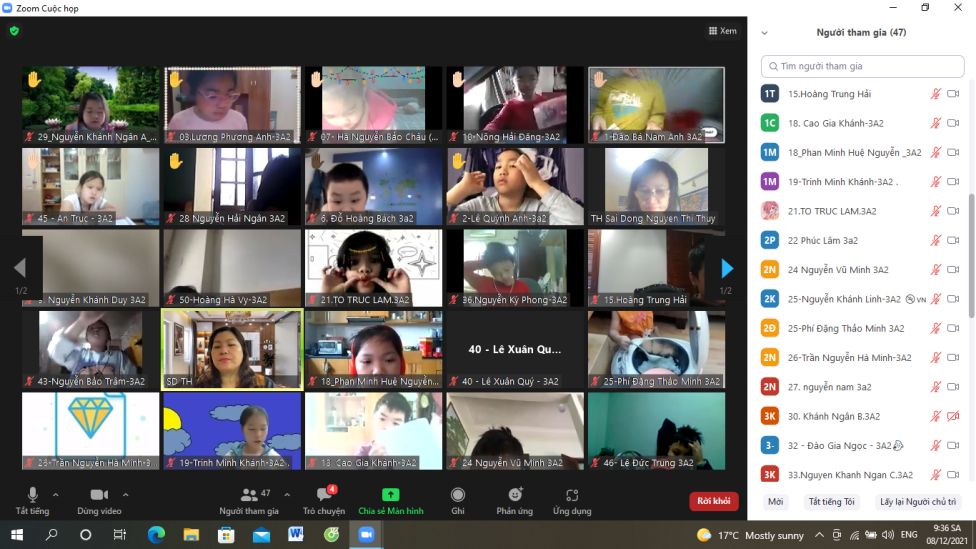 Zoom Cuộc họp
Xem
29_Nguyễn Khánh Ngân A_...
03.Lương Phương Anh-3A2
07- Hà Nguyễn Bảo Châu (...
10-Nông Hải Đăng-3A2
1-Đào Bá Nam Anh 3A2
45 - An Trúc - 3A2
28 Nguyễn Hải Ngân 3A2
6. Đỗ Hoàng Bách 3a2
2-Lê Quỳnh Anh-3a2
TH Sai Dong Nguyen Thi Thuy
1/2
Nguyễn Khánh Duy 3A2
50-Hoàng Hà Vy-3A2
21.TO TRUC LAM.3A2
36.Nguyễn Kỳ Phong-3A2
15.Hoàng Trung Hải
1/2
43-Nguyễn Bảo Trâm-3A2
SD TH
18_Phan Minh Huệ Nguyễn...
40 - Lê Xuân Qu...
40 - Lê Xuân Quý - 3A2
25-Phí Đặng Thảo Minh 3A2
26-Trần Nguyễn Hà Minh-3...
19-Trinh Minh Khánh-3A2 .
18. Cao Gia Khánh-3A2
24 Nguyễn Vũ Minh 3A2
46- Lê Đức Trung 3A2
Tắt tiếng
Dừng video
47
Người tham gia
4
Trò chuyện
Chia sẻ Màn hình
Ghi
Phản ứng
Ứng dụng
Rời khỏi
Người tham gia (47)
Tìm người tham gia
1T 15.Hoàng Trung Hải
1C 18. Cao Gia Khánh-3A2
1M 18_Phan Minh Huệ Nguyễn _3A2
1M 19-Trinh Minh Khánh-3A2 .
21.TO TRUC LAM.3A2
2P 22 Phúc Lâm 3a2
2N 24 Nguyễn Vũ Minh 3A2
2K 25-Nguyễn Khánh Linh-3A2 VN
2Đ 25-Phí Đặng Thảo Minh 3A2
2N 26-Trần Nguyễn Hà Minh-3A2
2N 27. nguyễn nam 3a2
3K 30. Khánh Ngân B.3A2
3- 32 - Đào Gia Ngọc - 3A2
3K 33.Nguyen Khanh Ngan C.3A2
Mời
Tắt tiếng Tôi
Lấy lại Người chủ trì
17°C Mostly sunny
ENG
9:36 SA
08/12/2021